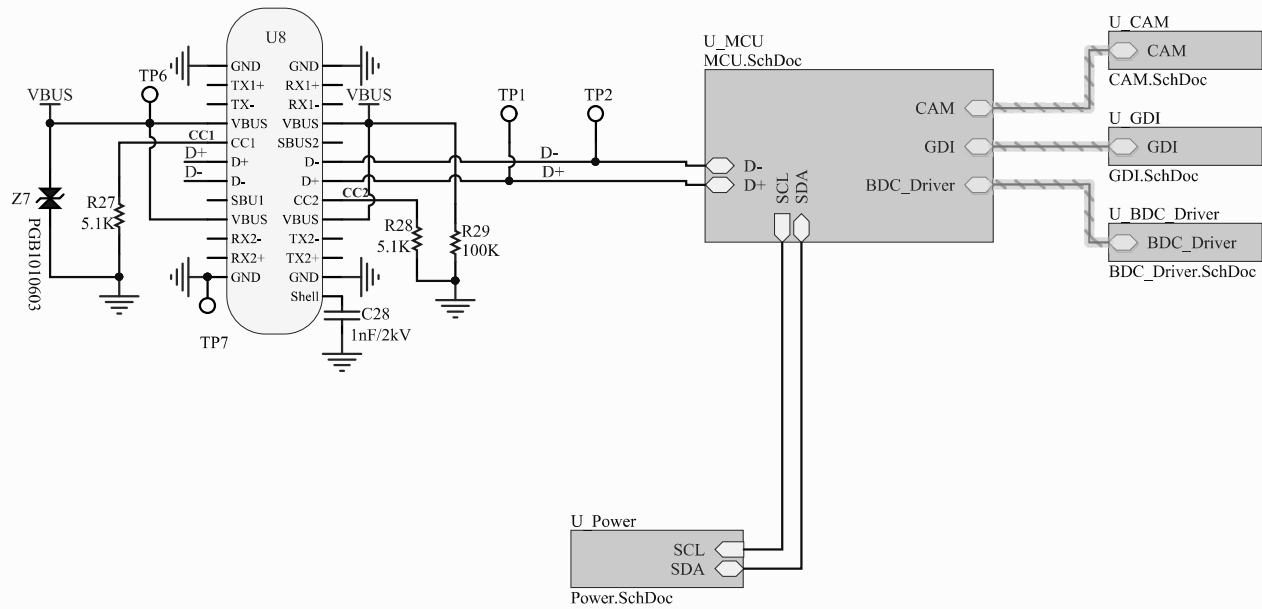 U8
GND
TX1+
TX-
VBUS
CC1
D+
D-
SBU1
VBUS
RX2-
RX2+
GND
GND
RX1+
RX1-
VBUS
SBUS2
D-
D+
CC2
VBUS
TX2-
TX2+
GND
Shell
TP6
VBUS
CC1
D+
D-
Z7
PGB1010603
R27
5.1K
TP7
VBUS
CC2
R28
5.1K
R29
100K
C28
1nF/2kV
TP1
TP2
D-
D+
U_MCU
MCU.SchDoc
CAM
GDI
BDC_Driver
D-
D+
SCL
SDA
U_CAM
CAM
CAM.SchDoc
U_GDI
GDI
GDI.SchDoc
U_BDC_Driver
BDC_Driver
BDC_Driver.SchDoc
U_Power
SCL
SDA
Power.SchDoc